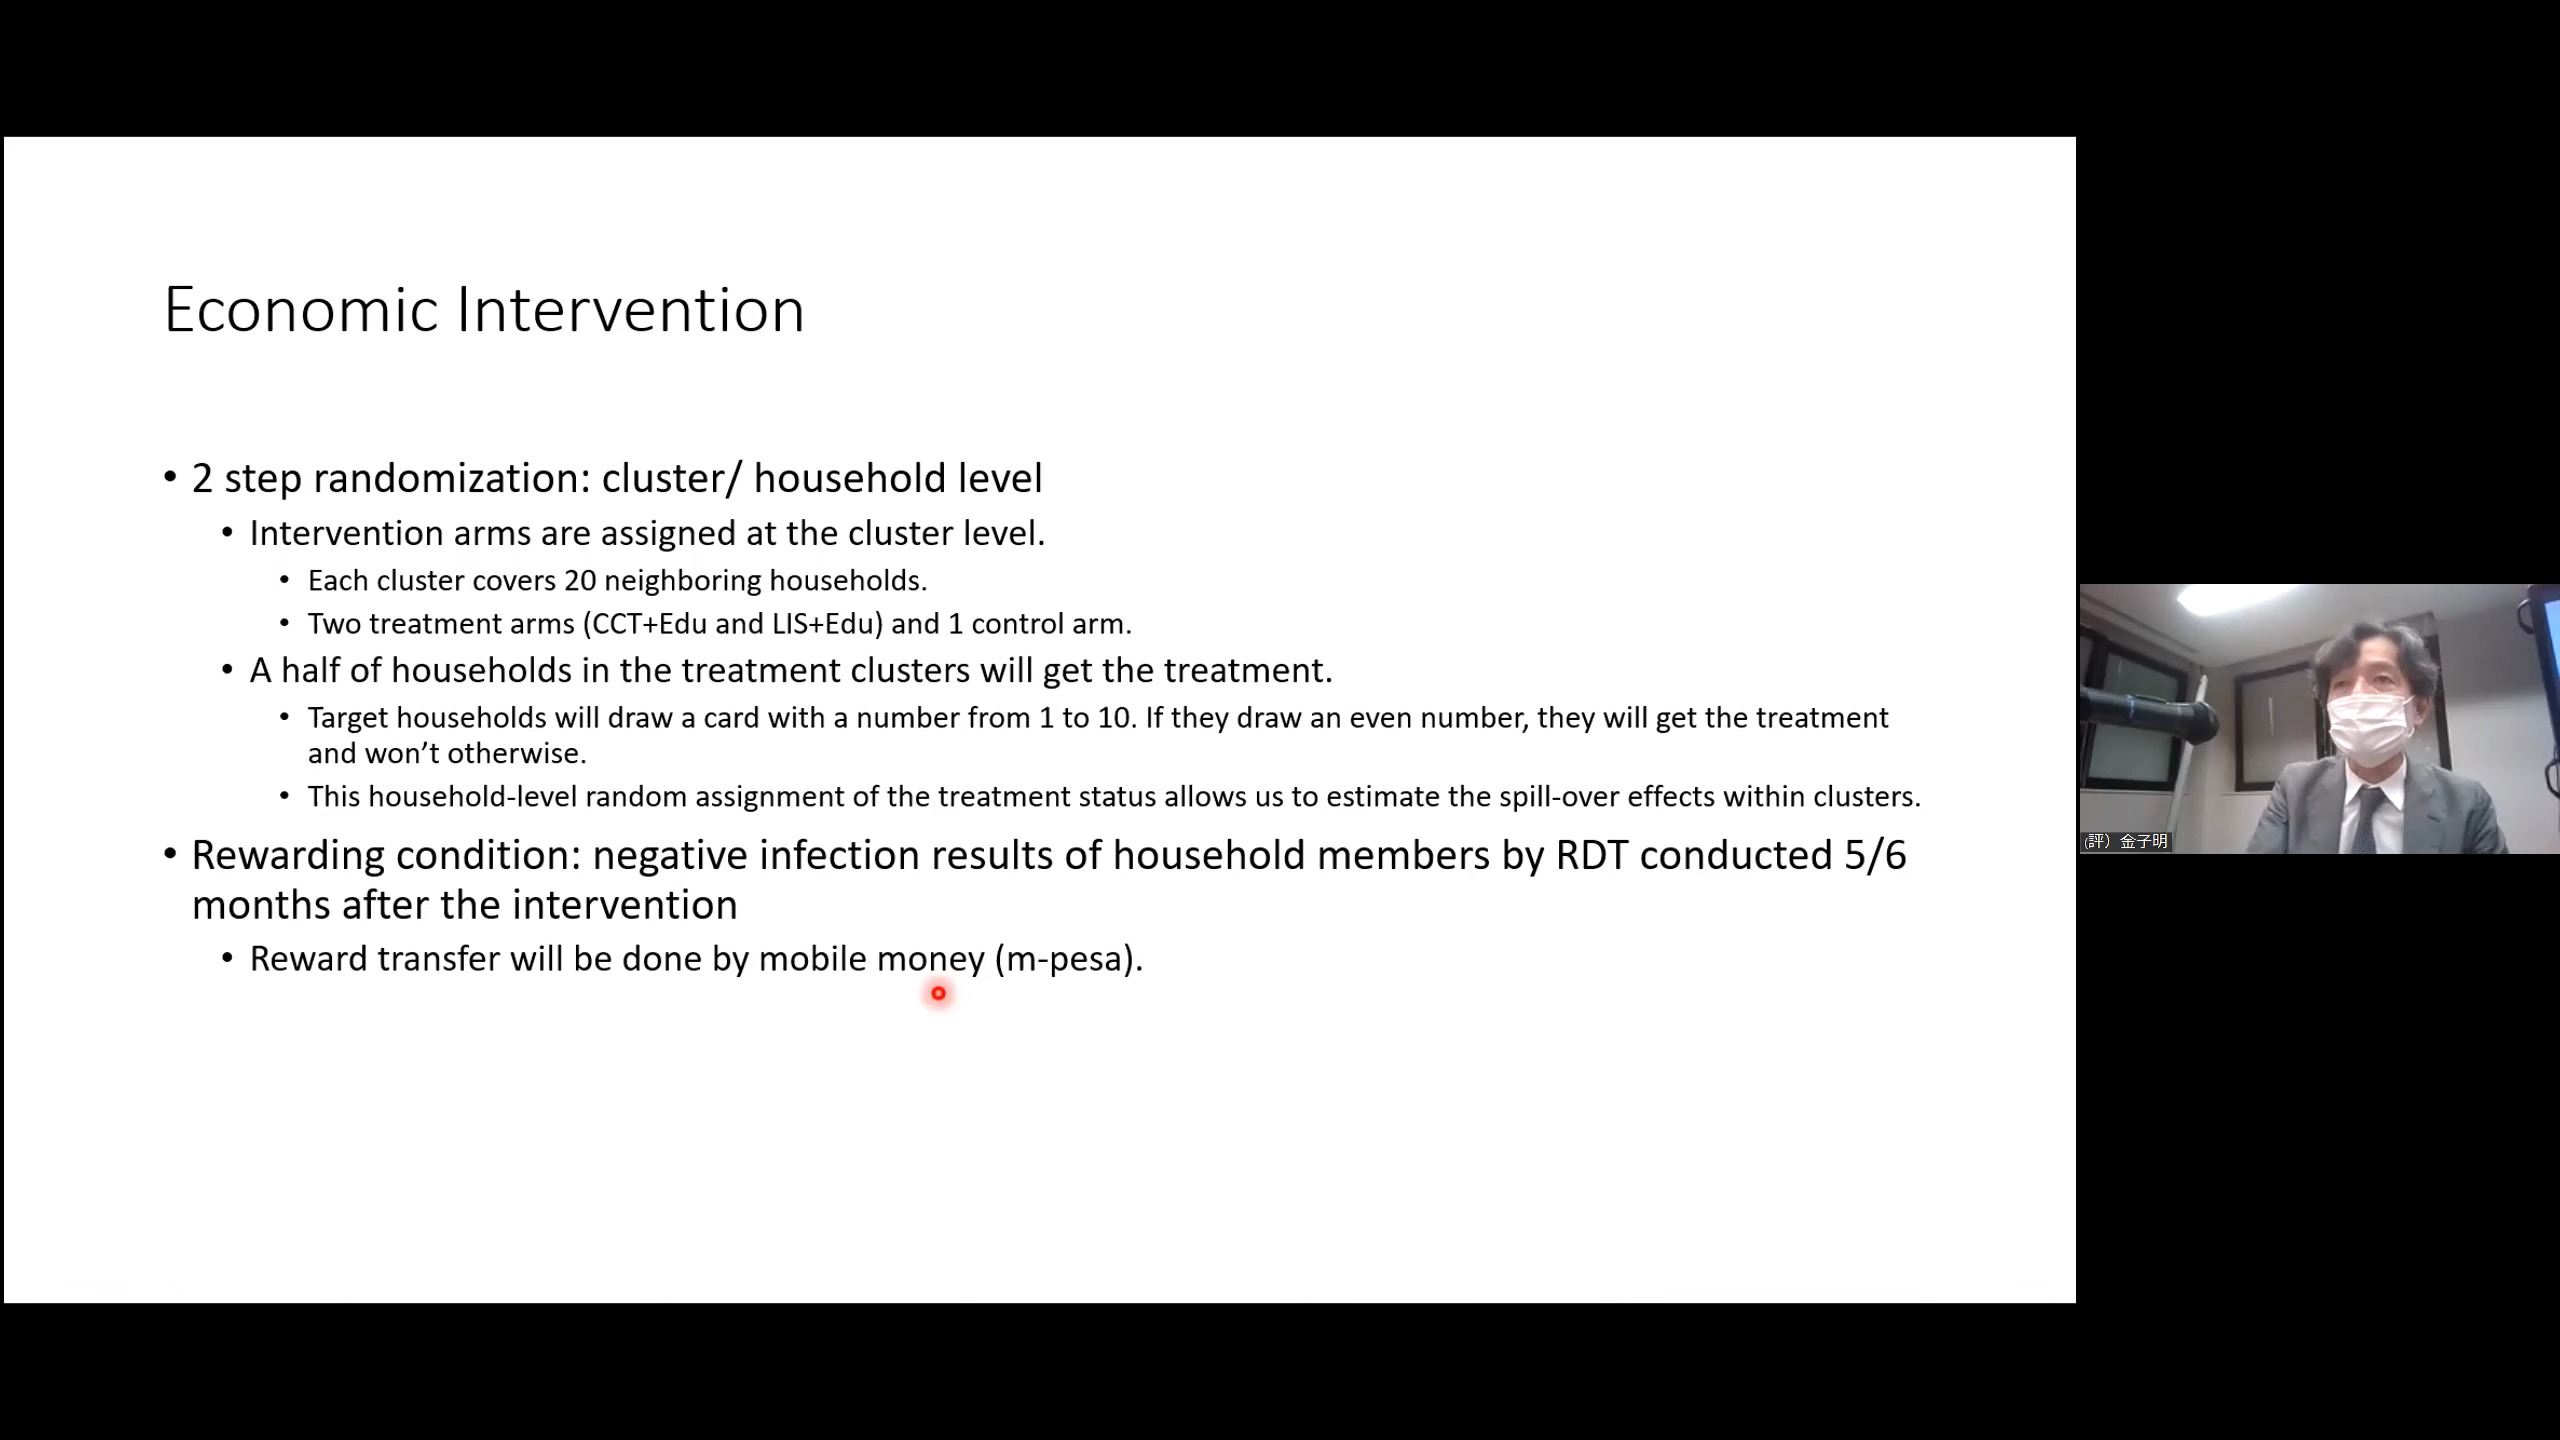 Economic Intervention
• 2 step randomization: cluster/ household level
• Intervention arms are assigned at the cluster level.
• Each cluster covers 20 neighboring households.
• Two treatment arms (CCT+Edu and LIS+Edu) and 1 control arm.
• A half of households in the treatment clusters will get the treatment.
• Target households will draw a card with a number from 1 to 10. If they draw an even number, they will get the treatment
and won’t otherwise.
• This household-level random assignment of the treatment status allows us to estimate the spill-over effects within clusters.
• Rewarding condition: negative infection results of household members by RDT conducted 5/6
months after the intervention
• Reward transfer will be done by mobile money (m-pesa).
(評）金子明